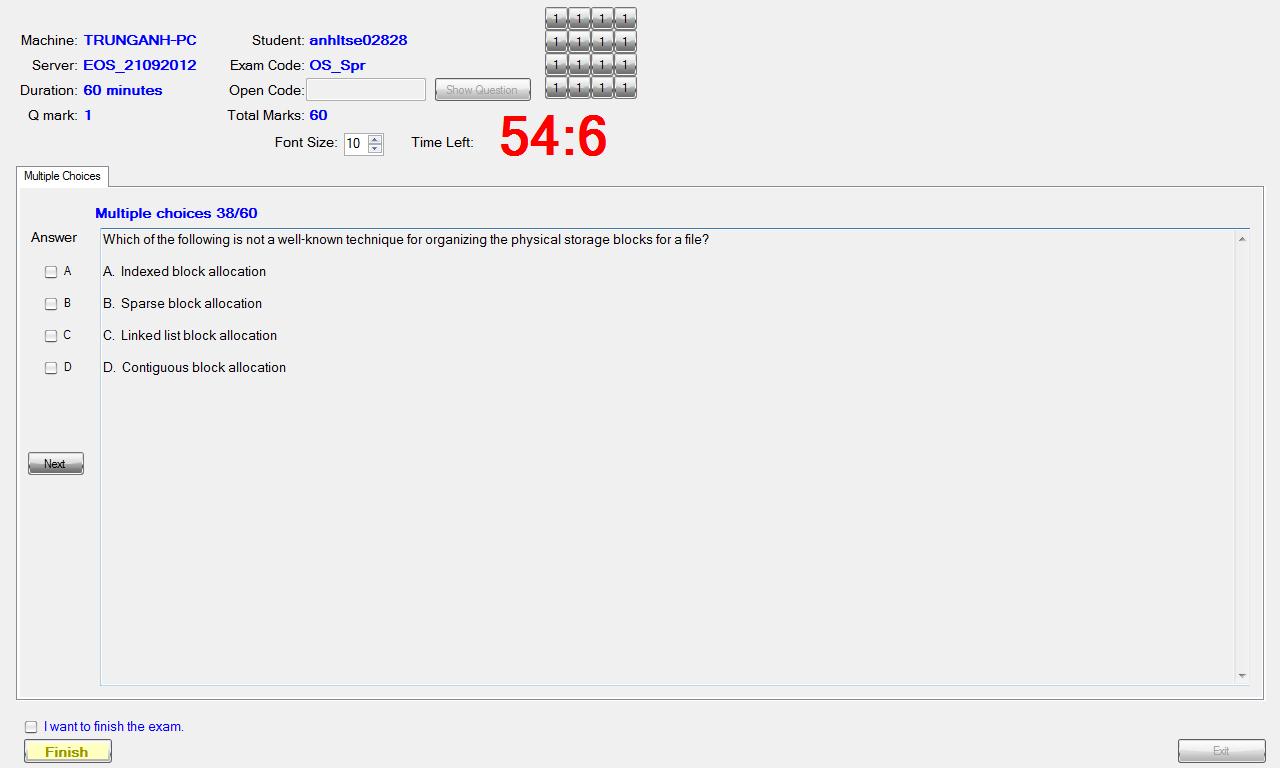 Machine: TRUNGANH-PC Student: anhltse02828
Server: EOS_21092012 Exam Code: OS_Spr
Duration: 60 minutes Open Code: Show Question
Q mark: 1 Total Marks: 60
Font Size: 10 Time Left: 54:6
1 1 1 1
1 1 1 1
1 1 1 1
1 1 1 1
Multiple Choices
Multiple choices 38/60
Answer
Which of the following is not a well-known technique for organizing the physical storage blocks for a file?
A A. Indexed block allocation
B B. Sparse block allocation
C C. Linked list block allocation
D D. Contiguous block allocation
Next
I want to finish the exam.
Finish Exit